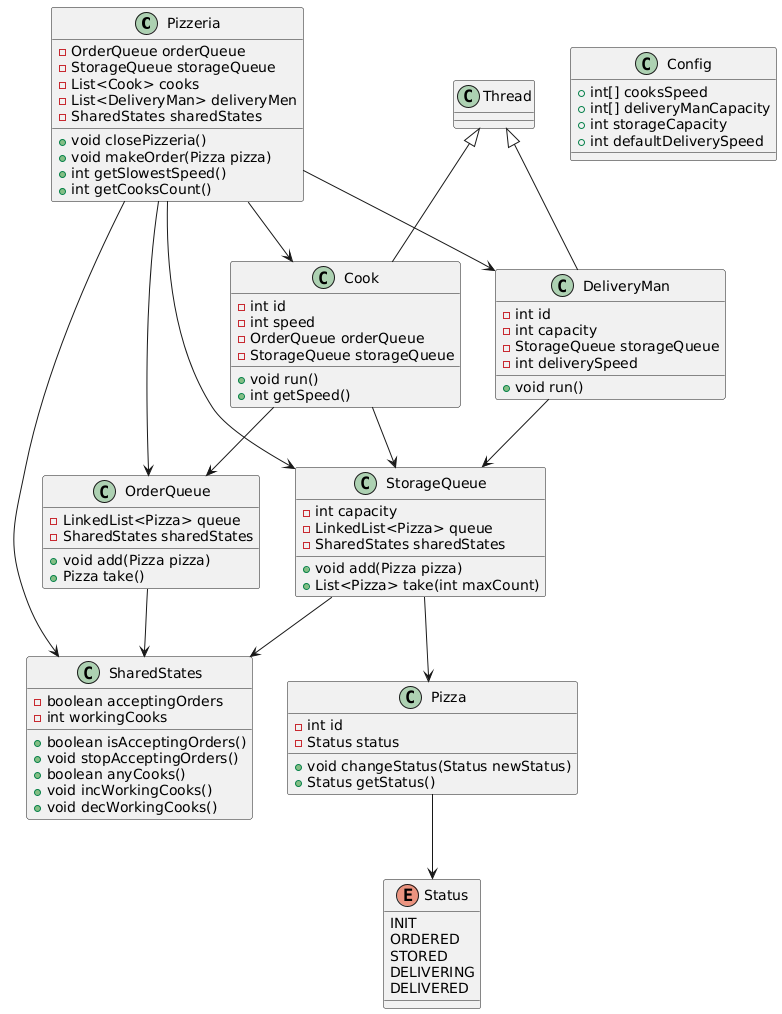 C Pizzeria
OrderQueue orderQueue
StorageQueue storageQueue
List<Cook> cooks
List<DeliveryMan> deliveryMen
SharedStates sharedStates
void closePizzeria()
void makeOrder(Pizza pizza)
int getSlowestSpeed()
int getCooksCount()
C Config
int[] cooksSpeed
int[] deliveryManCapacity
int storageCapacity
int defaultDeliverySpeed
C Thread
C Cook
int id
int speed
OrderQueue orderQueue
StorageQueue storageQueue
void run()
int getSpeed()
C DeliveryMan
int id
int capacity
StorageQueue storageQueue
int deliverySpeed
void run()
C OrderQueue
LinkedList<Pizza> queue
SharedStates sharedStates
void add(Pizza pizza)
Pizza take()
C StorageQueue
int capacity
LinkedList<Pizza> queue
SharedStates sharedStates
void add(Pizza pizza)
List<Pizza> take(int maxCount)
C SharedStates
boolean acceptingOrders
int workingCooks
boolean isAcceptingOrders()
void stopAcceptingOrders()
boolean anyCooks()
void incWorkingCooks()
void decWorkingCooks()
C Pizza
int id
Status status
void changeStatus(Status newStatus)
Status getStatus()
E Status
INIT
ORDERED
STORED
DELIVERING
DELIVERED